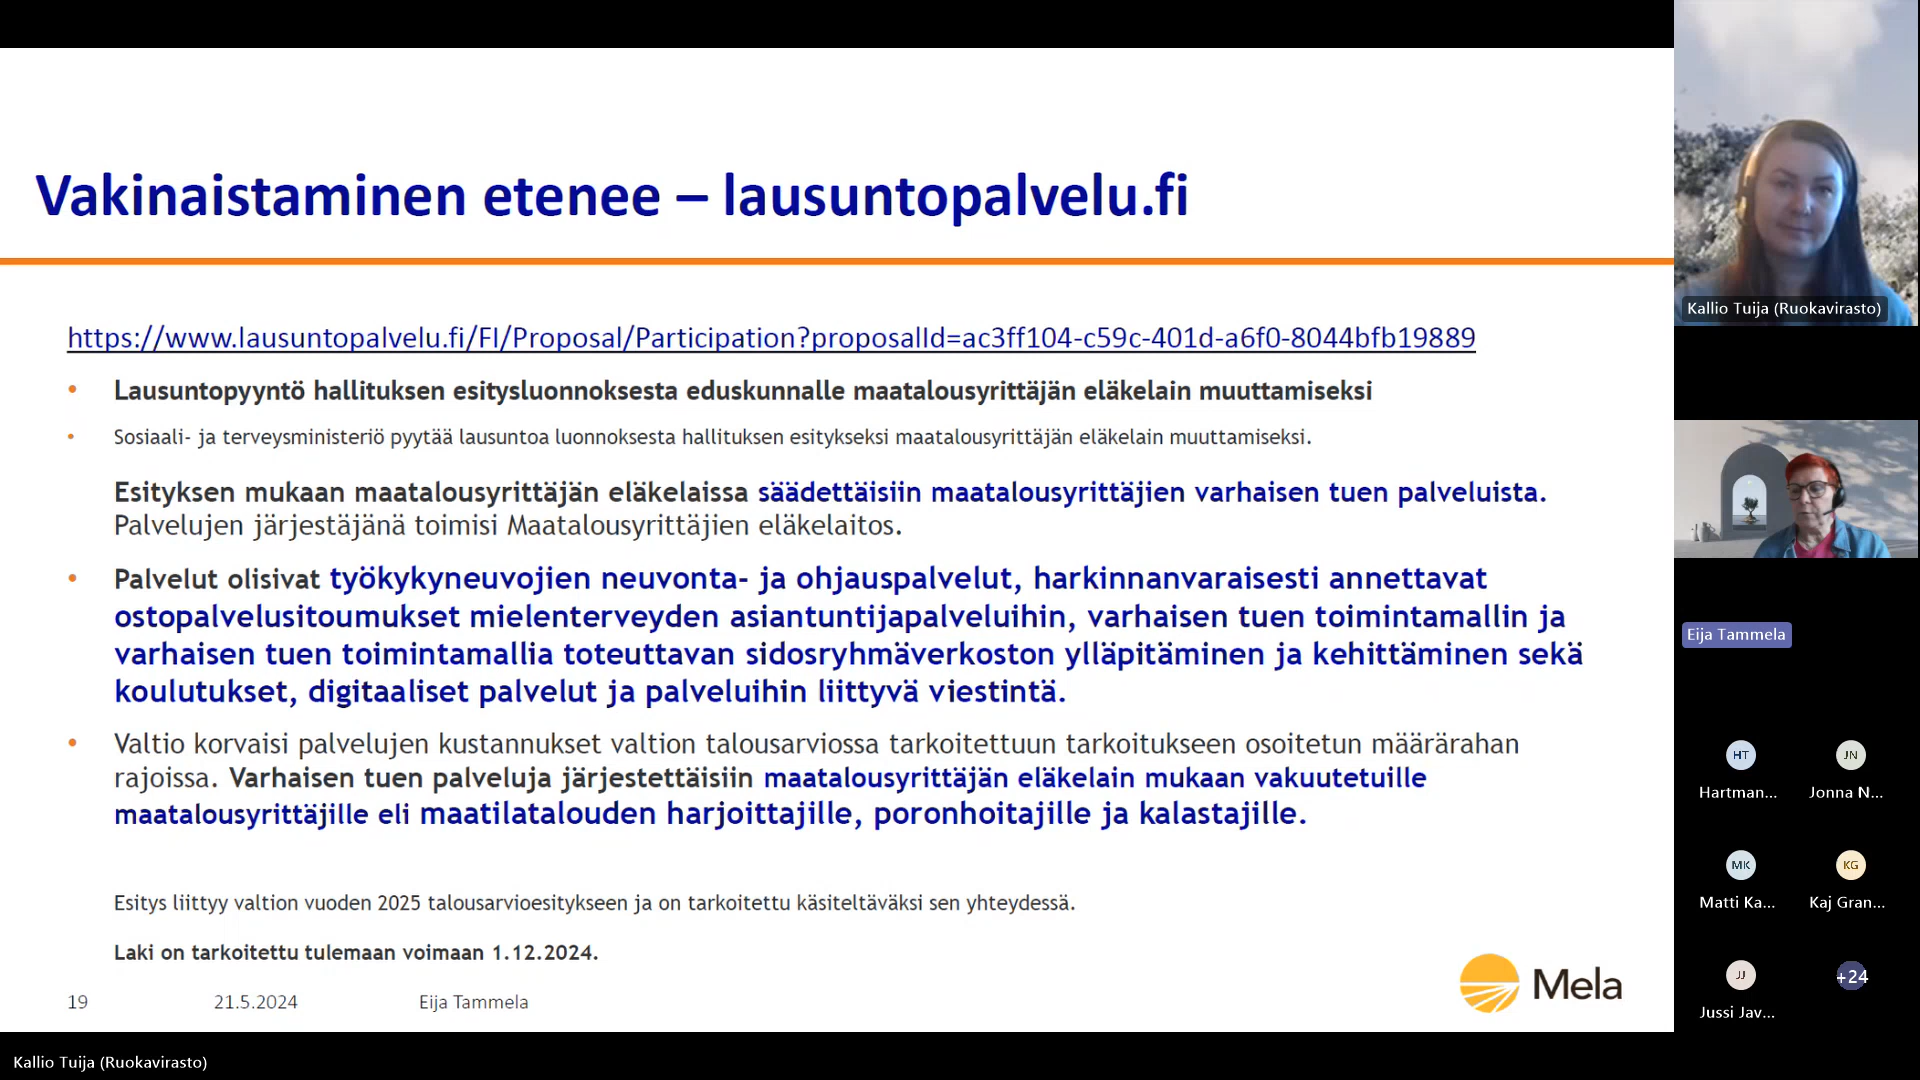 Vakinaistaminen etenee – lausuntopalvelu.fi
https://www.lausuntopalvelu.fi/FI/Proposal/Participation?proposalId=ac3ff104-c59c-401d-a6f0-8044bfb19889
• Lausuntopyyntö hallituksen esitysluonnoksesta eduskunnalle maatalousyrittäjän eläkelain muuttamiseksi
• Sosiaali- ja terveysministeriö pyytää lausuntoa luonnoksesta hallituksen esitykseksi maatalousyrittäjän eläkelain muuttamiseksi.
Esityksen mukaan maatalousyrittäjän eläkelaissa säädettäisiin maatalousyrittäjien varhaisen tuen palveluista.
Palvelujen järjestäjänä toimisi Maatalousyrittäjien eläkelaitos.
• Palvelut olisivat työkykyneuvojien neuvonta- ja ohjauspalvelut, harkinnanvaraisesti annettavat
ostopalvelusitoumukset mielenterveyden asiantuntijapalveluihin, varhaisen tuen toimintamallin ja
varhaisen tuen toimintamallia toteuttavan sidosryhmäverkoston ylläpitäminen ja kehittäminen sekä
koulutukset, digitaaliset palvelut ja palveluihin liittyvä viestintä.
• Valtio korvaisi palvelujen kustannukset valtion talousarviossa tarkoitettuun tarkoitukseen osoitetun määrärahan
rajoissa. Varhaisen tuen palveluja järjestettäisiin maatalousyrittäjän eläkelain mukaan vakuutetuille
maatalousyrittäjille eli maatilatalouden harjoittajille, poronhoitajille ja kalastajille.
Esitys liittyy valtion vuoden 2025 talousarvioesitykseen ja on tarkoitettu käsiteltäväksi sen yhteydessä.
Laki on tarkoitettu tulemaan voimaan 1.12.2024.
19 21.5.2024 Eija Tammela
Mela
Kallio Tuija (Ruokavirasto)
Kallio Tuija (Ruokavirasto)
Eija Tammela
HT JN
Hartman... Jonna N...
MK KG
Matti Ka... Kaj Gran...
JJ +24
Jussi Jav...